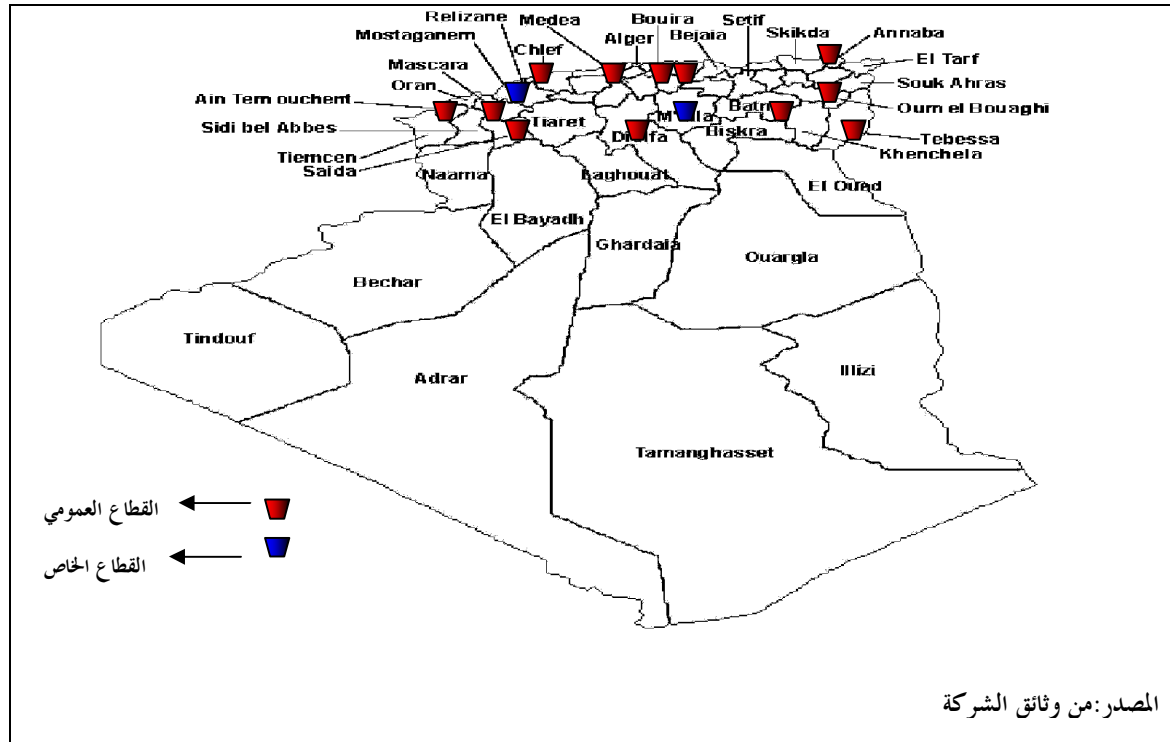 Relizane
Medea
Bouira
Setif
Skikda
Annaba
Mostaganem
Alger
Bejaia
El Tarf
Chlef
Mascara
Souk Ahras
Oran
Ain Temouchent
Oum el Bouaghi
Sidi bel Abbes
Tiaret
Biskra
Tebessa
Tlemcen
Khenchela
Saida
Naama
Laghouat
El Oued
El Bayadh
Ghardaia
Ouargla
Bechar
Tindouf
Adrar
Illizi
Tamanghasset
القطاع العمومي
القطاع الخاص
المصدر:من وثائق الشركة